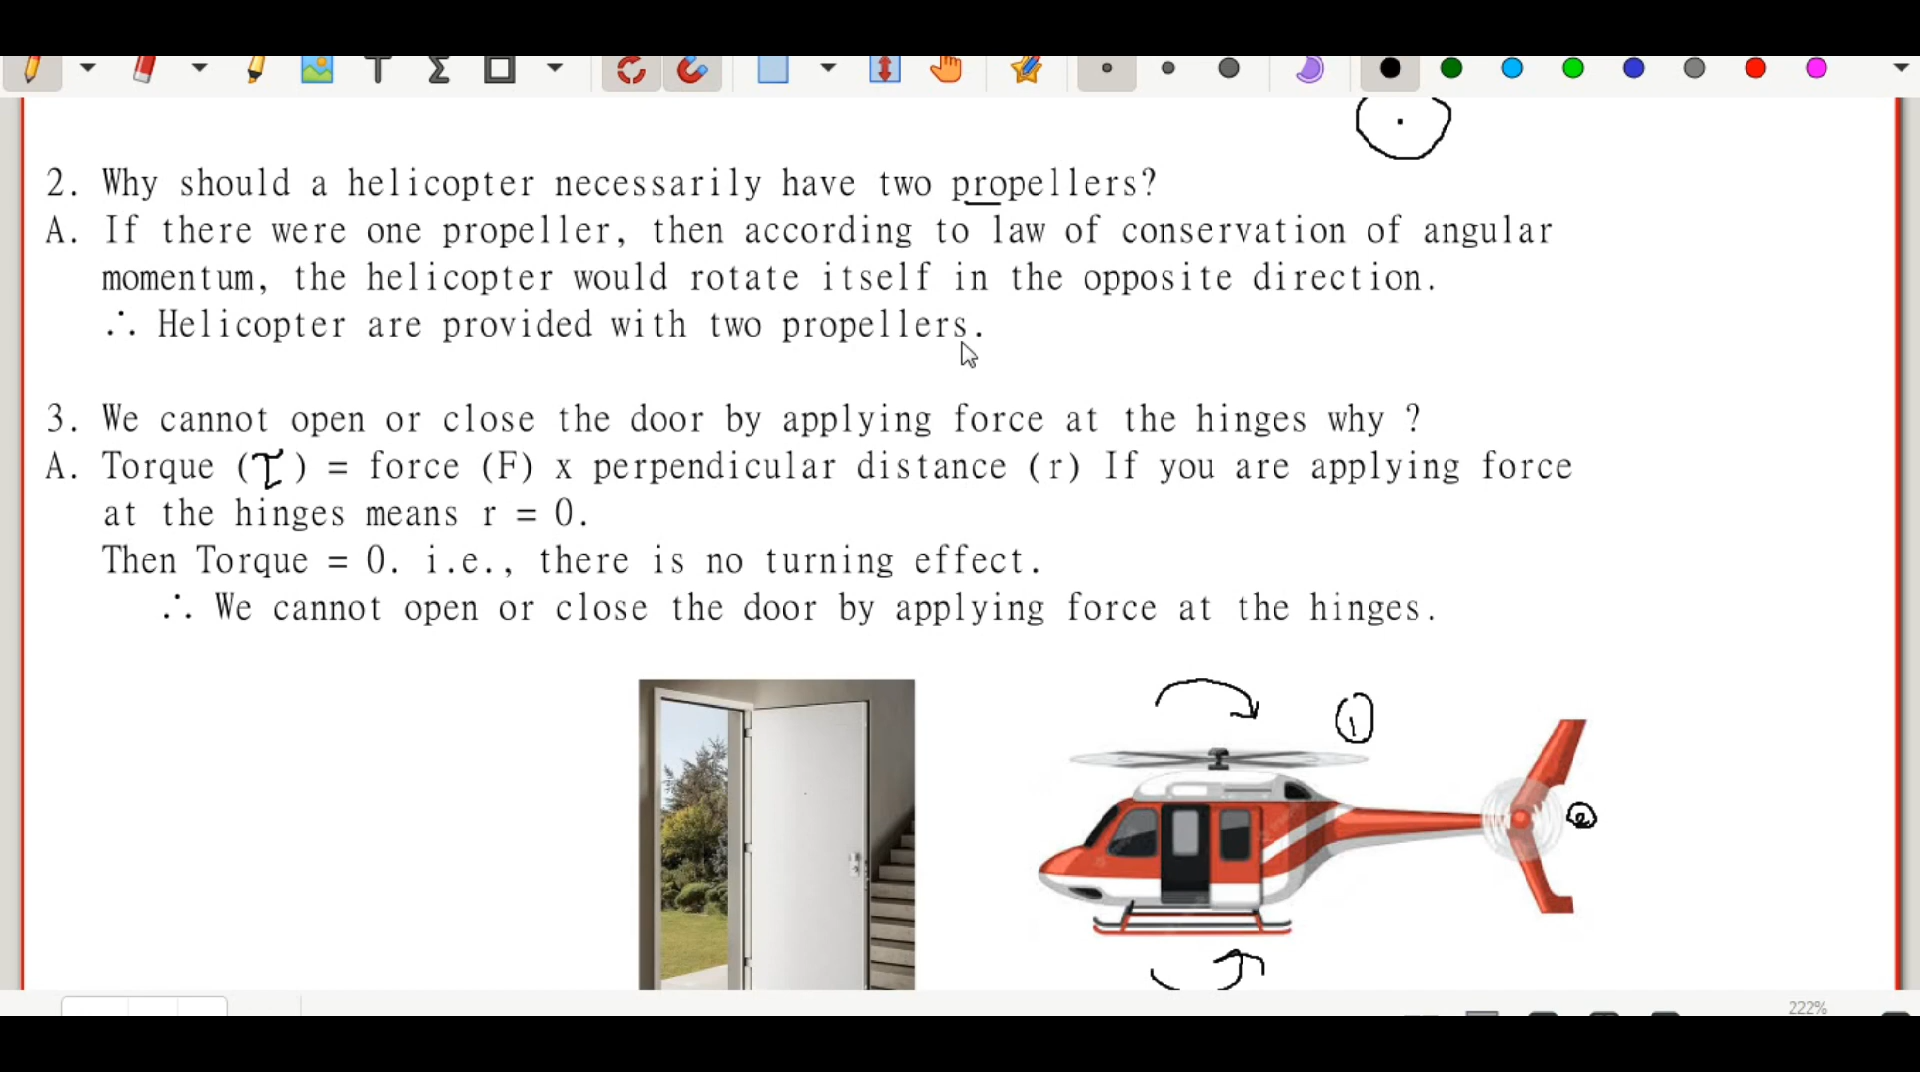 2. Why should a helicopter necessarily have two propellers?
A. If there were one propeller, then according to law of conservation of angular
momentum, the helicopter would rotate itself in the opposite direction.
∴ Helicopter are provided with two propellers.
3. We cannot open or close the door by applying force at the hinges why ?
A. Torque (τ) = force (F) x perpendicular distance (r) If you are applying force
at the hinges means r = 0.
Then Torque = 0. i.e., there is no turning effect.
∴ We cannot open or close the door by applying force at the hinges.
1
2
222%